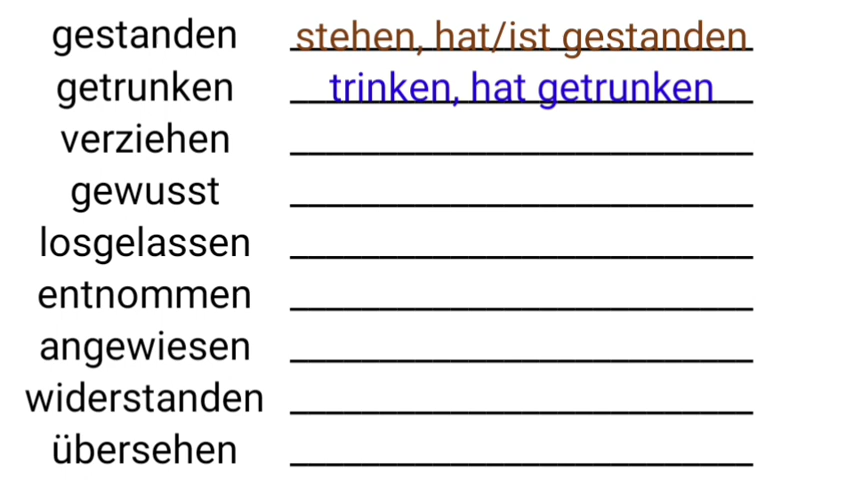 gestanden stehen, hat/ist gestanden
getrunken trinken, hat getrunken
verziehen
gewusst
losgelassen
entnommen
angewiesen
widerstanden
übersehen